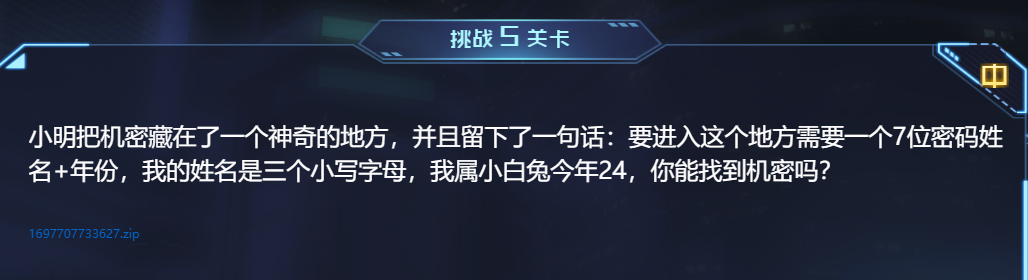 挑战 5 关卡
中
小明把机密藏在了一个神奇的地方，并且留下了一句话：要进入这个地方需要一个7位密码姓
名+年份，我的姓名是三个小写字母，我属小白兔今年24，你能找到机密吗？
1697707733627.zip